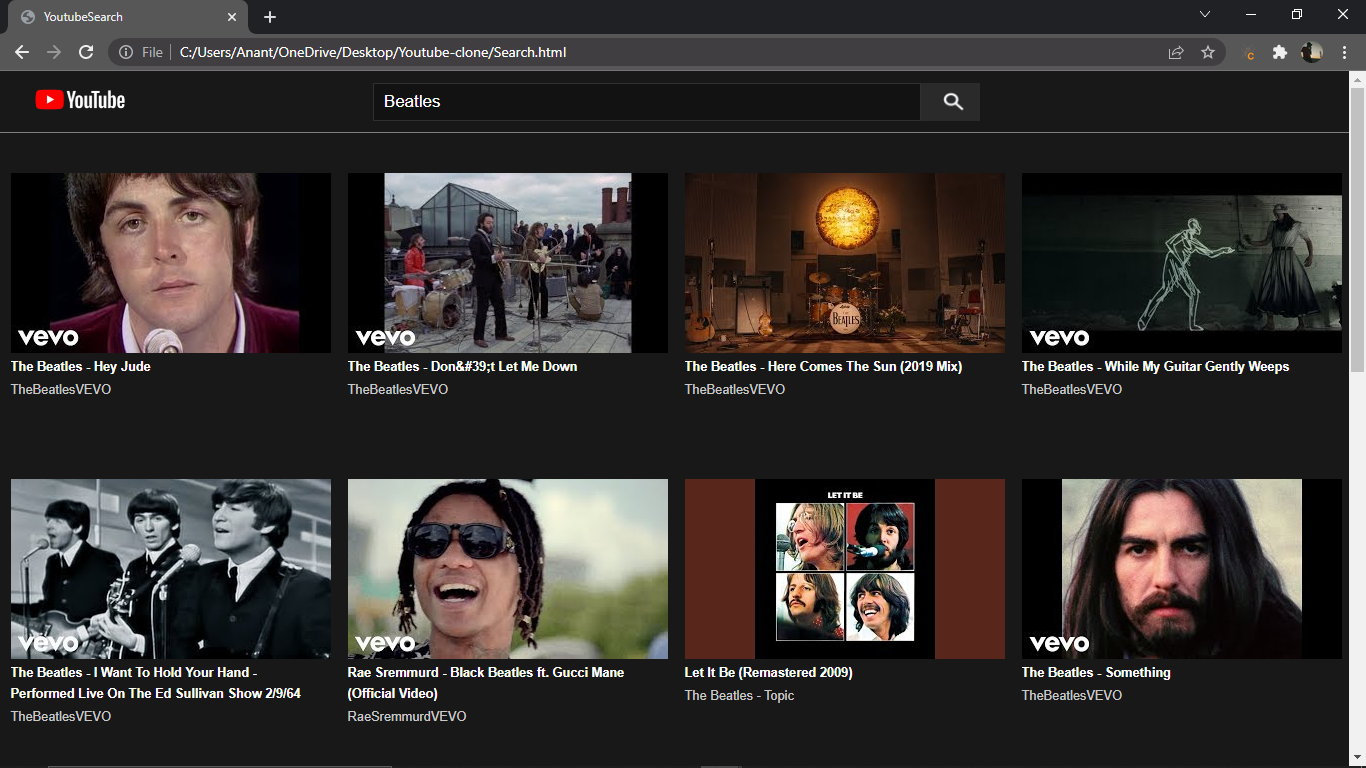 YoutubeSearch
File C:/Users/Anant/OneDrive/Desktop/Youtube-clone/Search.html
YouTube
Beatles
vevo
vevo
THE BEATLES
vevo
The Beatles - Hey Jude
The Beatles - Don&#39;t Let Me Down
The Beatles - Here Comes The Sun (2019 Mix)
The Beatles - While My Guitar Gently Weeps
TheBeatlesVEVO
TheBeatlesVEVO
TheBeatlesVEVO
TheBeatlesVEVO
vevo
vevo
LET IT BE
vevo
The Beatles - I Want To Hold Your Hand -
Performed Live On The Ed Sullivan Show 2/9/64
TheBeatlesVEVO
Rae Sremmurd - Black Beatles ft. Gucci Mane
(Official Video)
RaeSremmurdVEVO
Let It Be (Remastered 2009)
The Beatles - Topic
The Beatles - Something
TheBeatlesVEVO